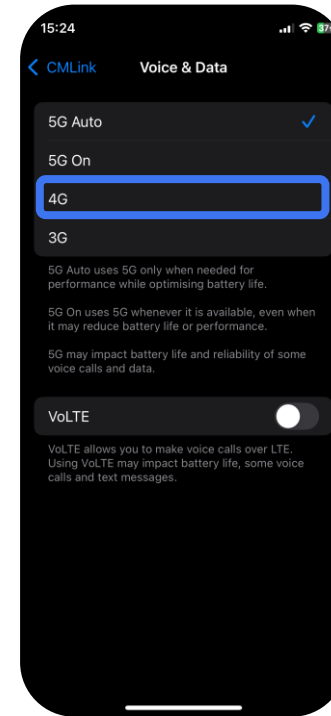 15:24
37
CMLink
Voice & Data
5G Auto
5G On
4G
3G
5G Auto uses 5G only when needed for
performance while optimising battery life.
5G On uses 5G whenever it is available, even when
it may reduce battery life or performance.
5G may impact battery life and reliability of some
voice calls and data.
VoLTE
VoLTE allows you to make voice calls over LTE.
Using VoLTE may impact battery life, some voice
calls and text messages.